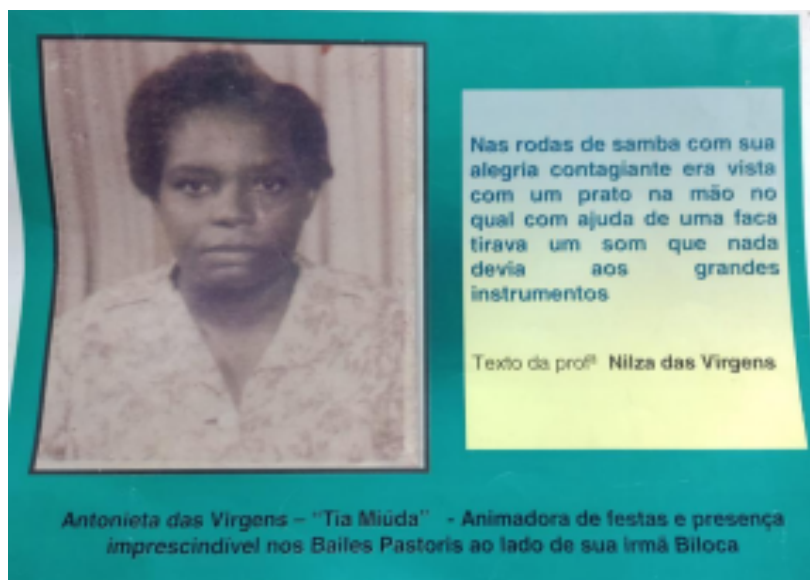 Nas rodas de samba com sua
alegria contagiante era vista
com um prato na mão no
qual com ajuda de uma faca
tirava um som que nada
devia aos grandes
instrumentos
Texto da profª Nilza das Virgens
Antonieta das Virgens – "Tia Miúda" - Animadora de festas e presença
imprescindível nos Bailes Pastoris ao lado de sua irmã Biloca